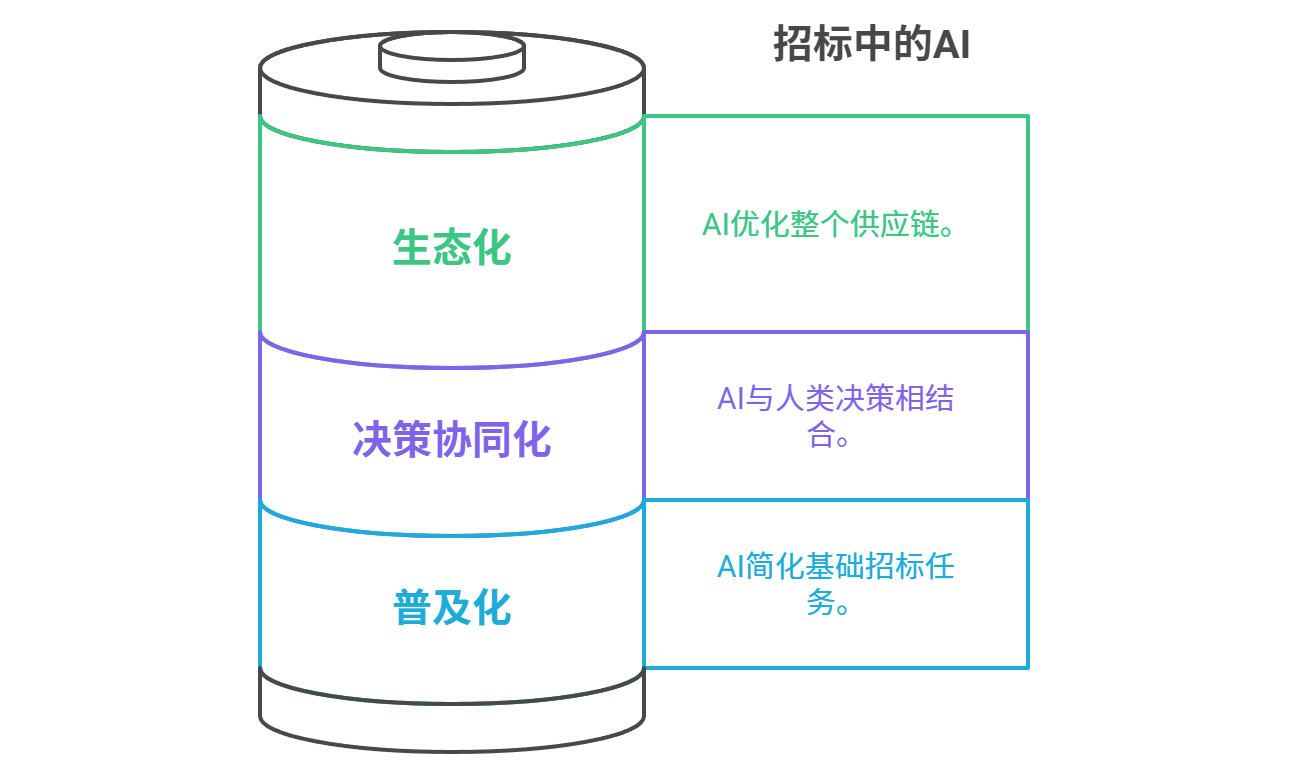 招标中的AI
生态化
AI优化整个供应链。
决策协同化
AI与人类决策相结
合。
普及化
AI简化基础招标任
务。